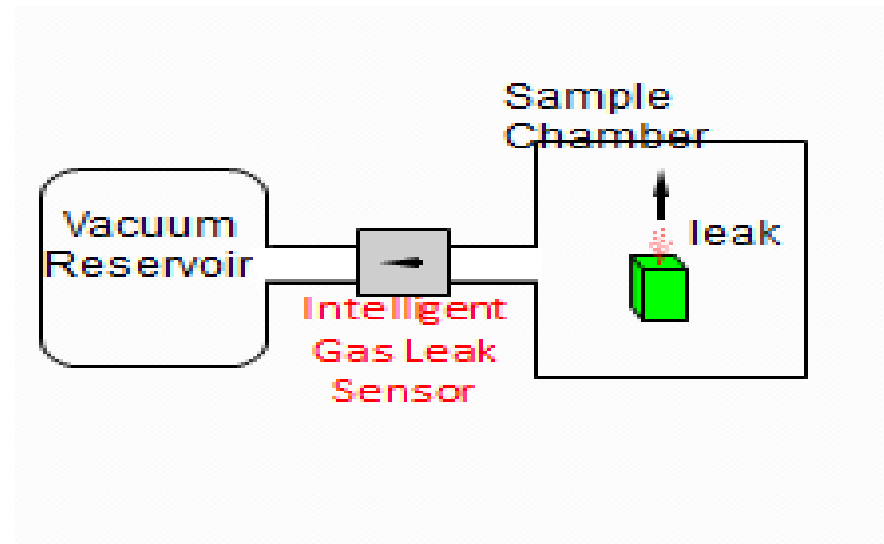 Sample
Chamber
Vacuum
Reservoir
leak
Intelligent
Gas Leak
Sensor